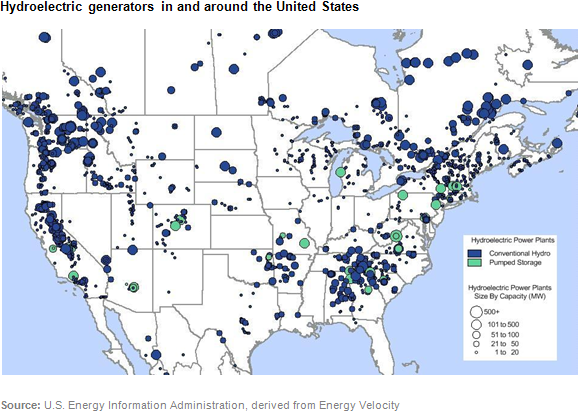 Hydroelectric generators in and around the United States
Hydroelectric Power Plants
Conventional Hydro
Pumped Storage
Hydroelectric Power Plants
Size By Capacity (MW)
500+
101 to 500
51 to 100
21 to 50
1 to 20
Source: U.S. Energy Information Administration, derived from Energy Velocity